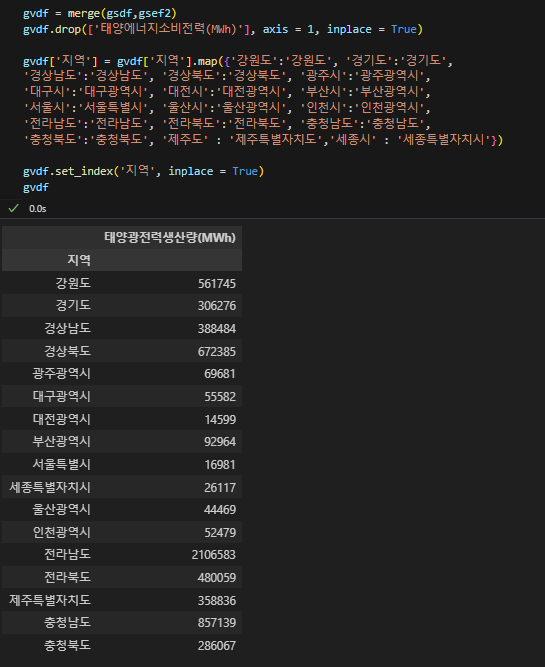 gvdf = merge(gsdf,gsef2)
gvdf.drop(['태양에너지소비전력(MWh)'], axis = 1, inplace = True)
gvdf['지역'] = gvdf['지역'].map({'강원도':'강원도', '경기도':'경기도',
'경상남도':'경상남도', '경상북도':'경상북도', '광주시':'광주광역시',
'대구시':'대구광역시', '대전시':'대전광역시', '부산시':'부산광역시',
'서울시':'서울특별시', '울산시':'울산광역시', '인천시':'인천광역시',
'전라남도':'전라남도', '전라북도':'전라북도', '충청남도':'충청남도',
'충청북도':'충청북도', '제주도' : '제주특별자치도','세종시' : '세종특별자치시'})
gvdf.set_index('지역', inplace = True)
gvdf
0.0s
태양광전력생산량(MWh)
지역
강원도 561745
경기도 306276
경상남도 388484
경상북도 672385
광주광역시 69681
대구광역시 55582
대전광역시 14599
부산광역시 92964
서울특별시 16981
세종특별자치시 26117
울산광역시 44469
인천광역시 52479
전라남도 2106583
전라북도 480059
제주특별자치도 358836
충청남도 857139
충청북도 286067